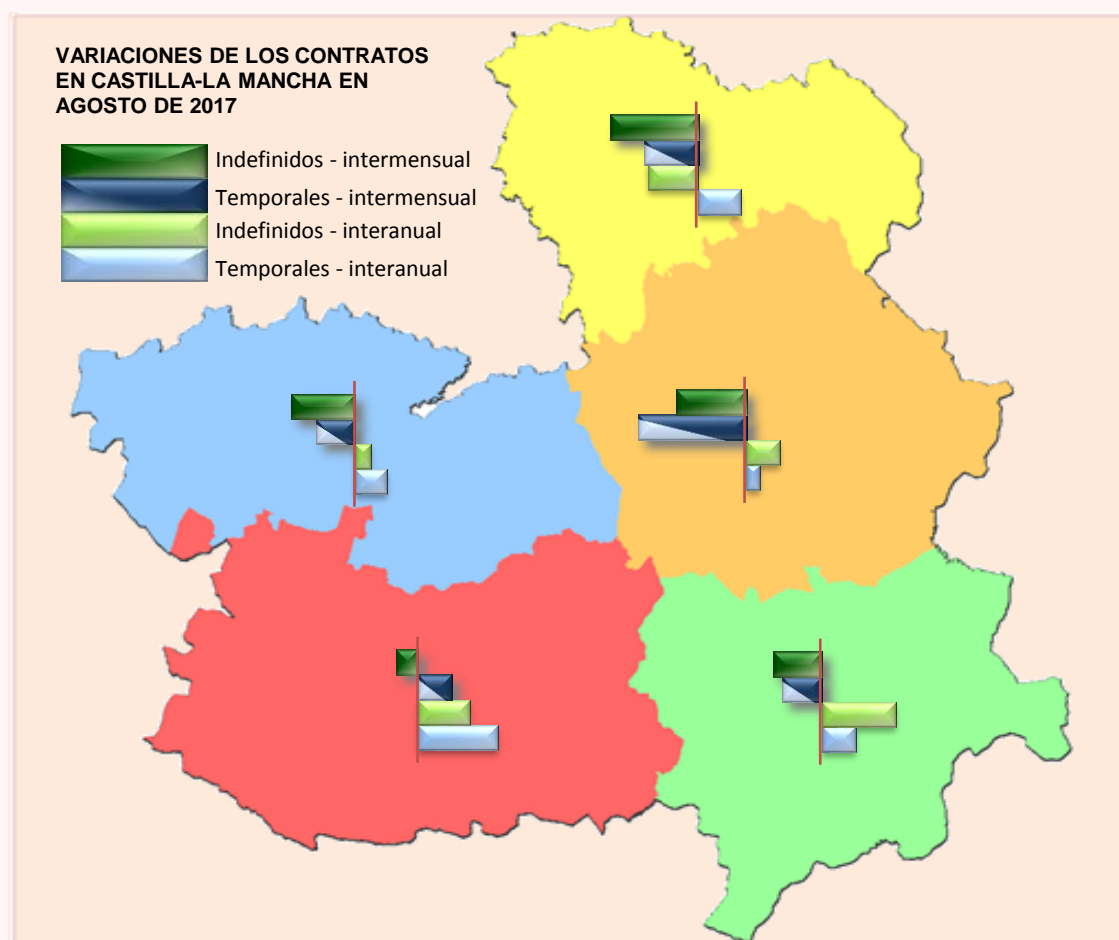 VARIACIONES DE LOS CONTRATOS
EN CASTILLA-LA MANCHA EN
AGOSTO DE 2017
Indefinidos - intermensual
Temporales - intermensual
Indefinidos - interanual
Temporales - interanual